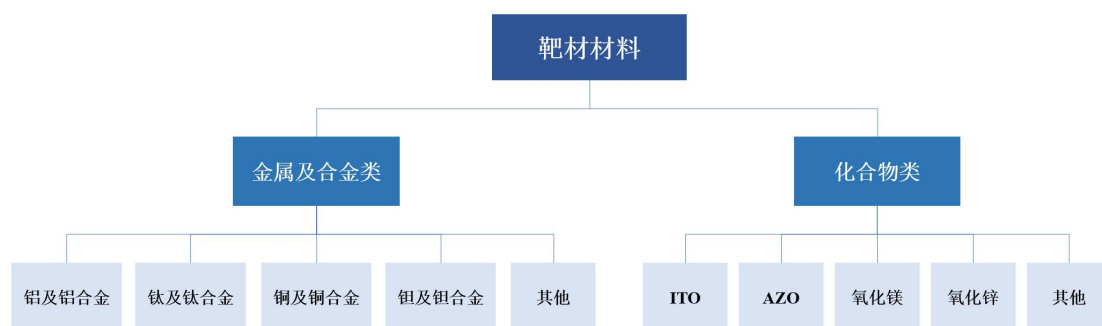 靶材材料
金属及合金类
化合物类
铝及铝合金
钛及钛合金
铜及铜合金
钽及钽合金
其他
ITO
AZO
氧化镁
氧化锌
其他